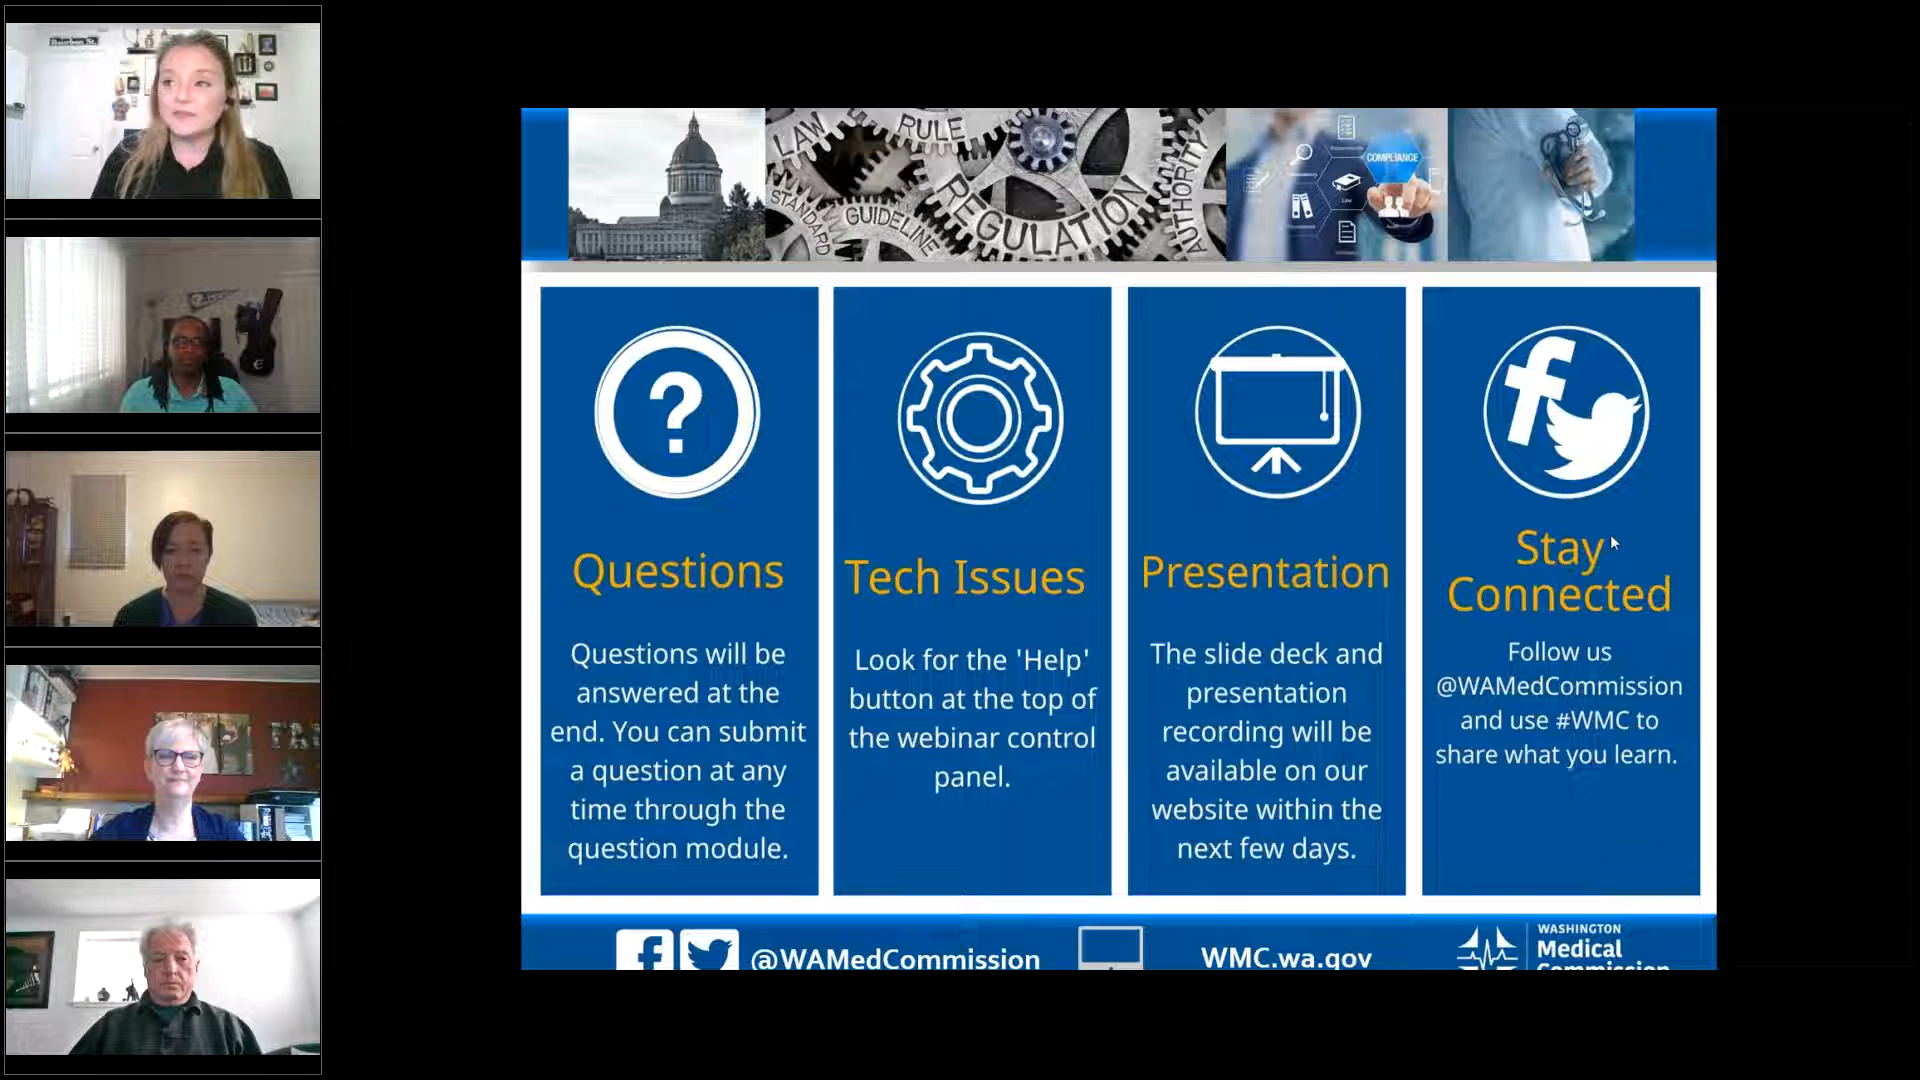 Bourbon St.
LAW
RULE
STANDARD
GUIDELINE
REGULATION
AUTHORITY
COMPLIANCE
Law
?
Questions
Questions will be
answered at the
end. You can submit
a question at any
time through the
question module.
Tech Issues
Look for the 'Help'
button at the top of
the webinar control
panel.
Presentation
The slide deck and
presentation
recording will be
available on our
website within the
next few days.
Stay
Connected
Follow us
@WAMedCommission
and use #WMC to
share what you learn.
@WAMedCommission
WMC.wa.gov
WASHINGTON
Medical
Commission